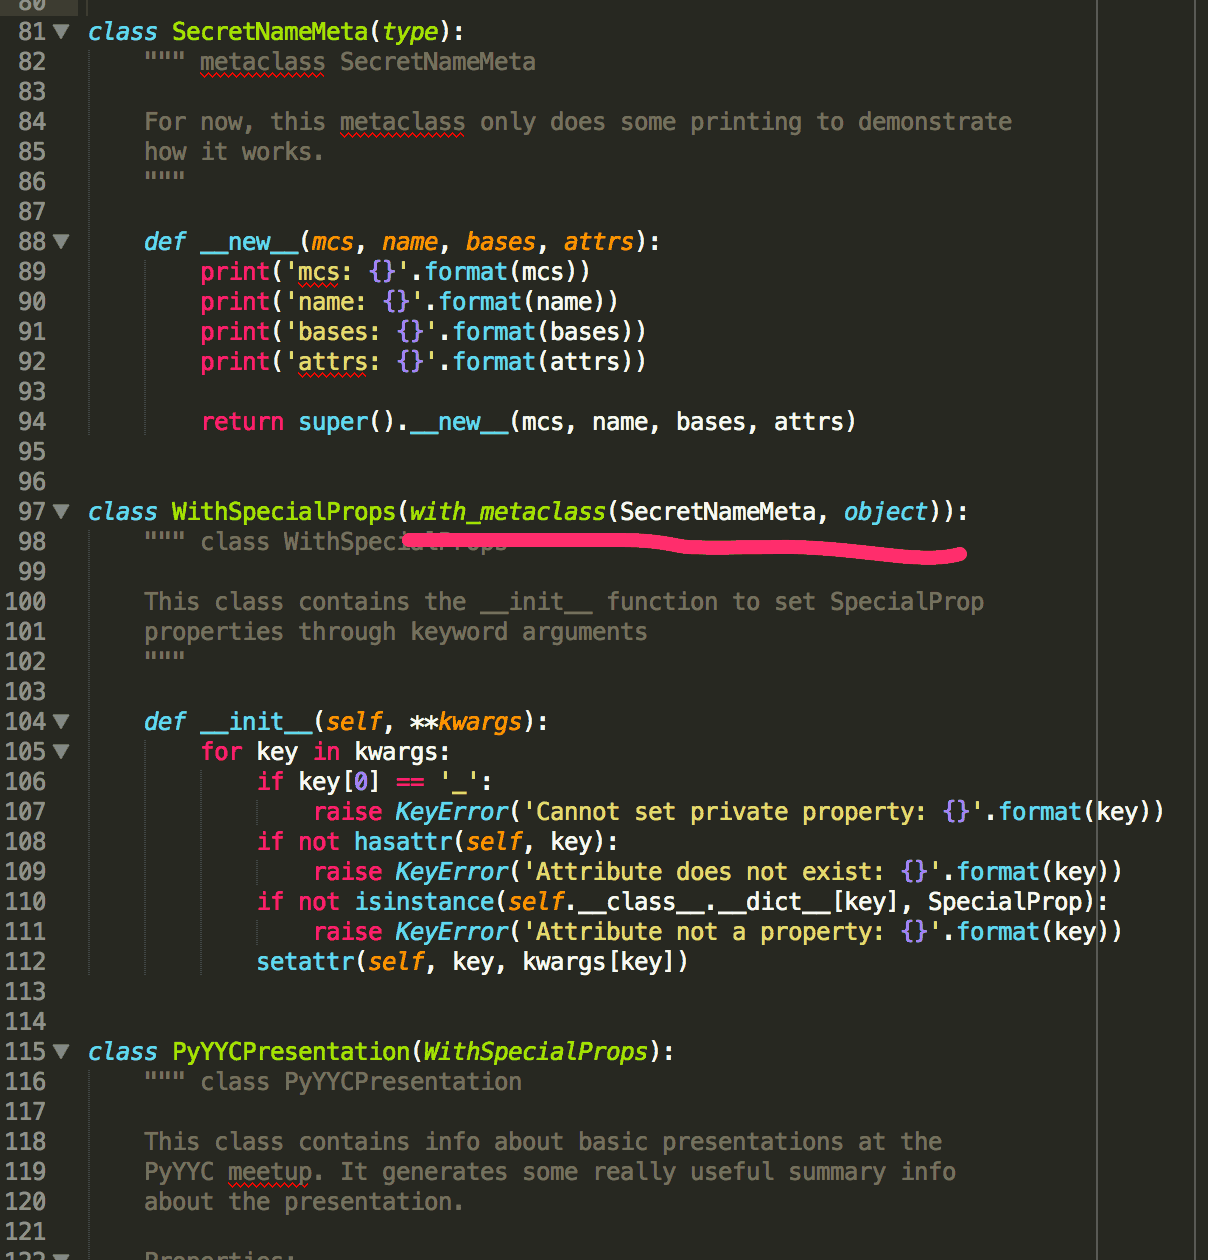 80
81 class SecretNameMeta(type):
82 """ metaclass SecretNameMeta
83
84 For now, this metaclass only does some printing to demonstrate
85 how it works.
86 """
87
88 def __new__(mcs, name, bases, attrs):
89 print('mcs: {}'.format(mcs))
90 print('name: {}'.format(name))
91 print('bases: {}'.format(bases))
92 print('attrs: {}'.format(attrs))
93
94 return super().__new__(mcs, name, bases, attrs)
95
96
97 class WithSpecialProps(with_metaclass(SecretNameMeta, object)):
98 """ class WithSpecialProps
99
100 This class contains the __init__ function to set SpecialProp
101 properties through keyword arguments
102 """
103
104 def __init__(self, **kwargs):
105 for key in kwargs:
106 if key[0] == '_':
107 raise KeyError('Cannot set private property: {}'.format(key))
108 if not hasattr(self, key):
109 raise KeyError('Attribute does not exist: {}'.format(key))
110 if not isinstance(self.__class__.__dict__[key], SpecialProp):
111 raise KeyError('Attribute not a property: {}'.format(key))
112 setattr(self, key, kwargs[key])
113
114
115 class PyYYCPresentation(WithSpecialProps):
116 """ class PyYYCPresentation
117
118 This class contains info about basic presentations at the
119 PyYYC meetup. It generates some really useful summary info
120 about the presentation.
121
122 Properties: